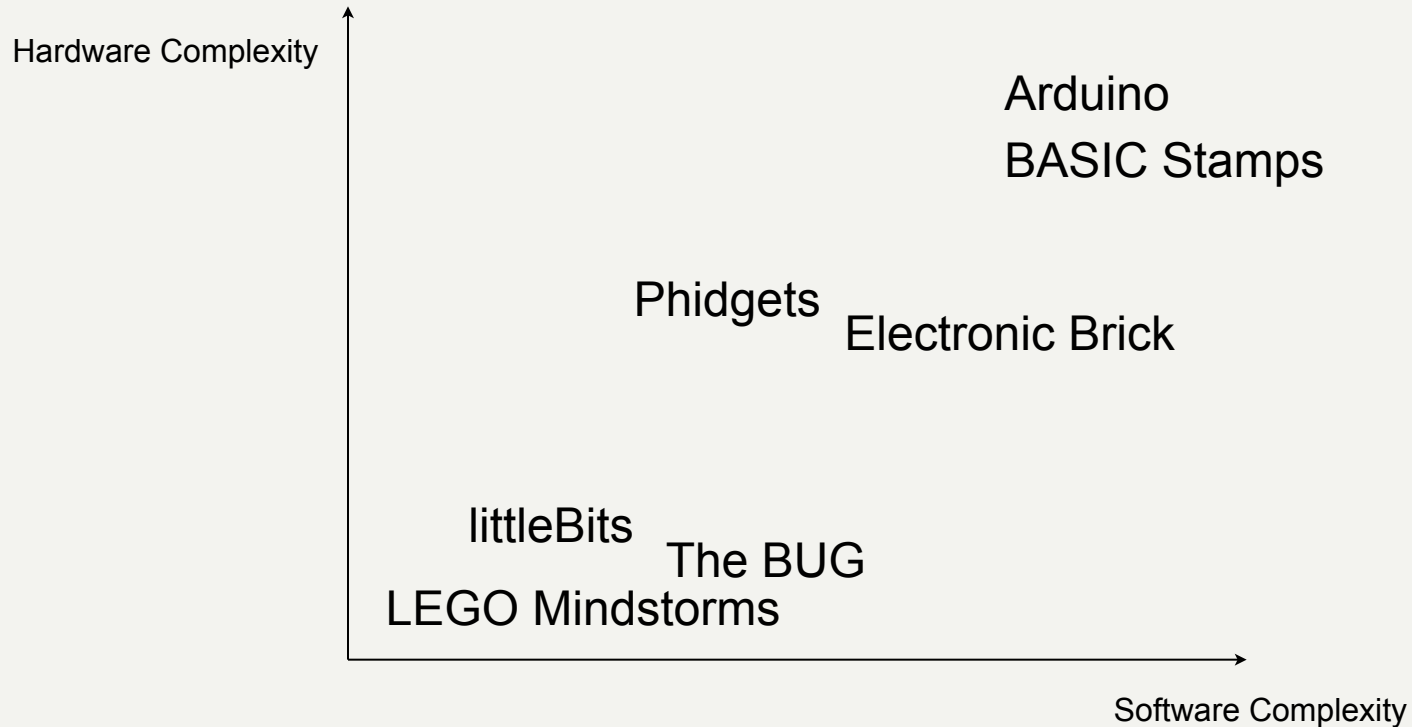 Hardware Complexity
Arduino
BASIC Stamps
Phidgets
Electronic Brick
littleBits
The BUG
LEGO Mindstorms
Software Complexity